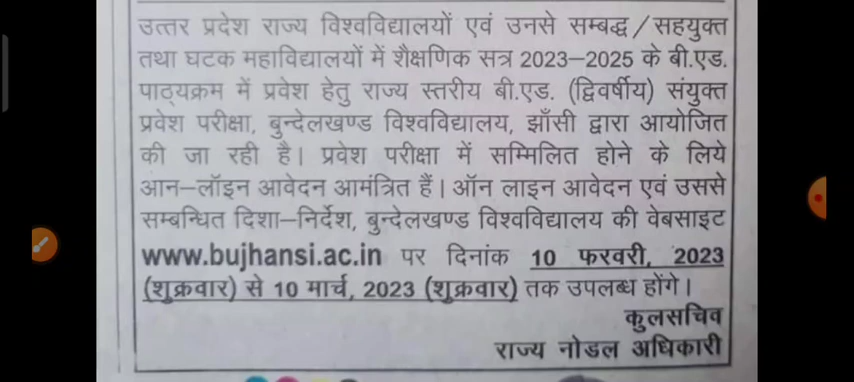 उत्तर प्रदेश राज्य विश्वविद्यालयों एवं उनसे सम्बद्ध/सहयुक्त
तथा घटक महाविद्यालयों में शैक्षणिक सत्र 2023–2025 के बी.एड.
पाठ्यक्रम में प्रवेश हेतु राज्य स्तरीय बी.एड. (द्विवर्षीय) संयुक्त
प्रवेश परीक्षा, बुन्देलखण्ड विश्वविद्यालय, झाँसी द्वारा आयोजित
की जा रही है। प्रवेश परीक्षा में सम्मिलित होने के लिये
आन–लॉइन आवेदन आमंत्रित हैं। ऑन लाइन आवेदन एवं उससे
सम्बन्धित दिशा–निर्देश, बुन्देलखण्ड विश्वविद्यालय की वेबसाइट
www.bujhansi.ac.in पर दिनांक 10 फरवरी, 2023
(शुक्रवार) से 10 मार्च, 2023 (शुक्रवार) तक उपलब्ध होंगे।
कुलसचिव
राज्य नोडल अधिकारी